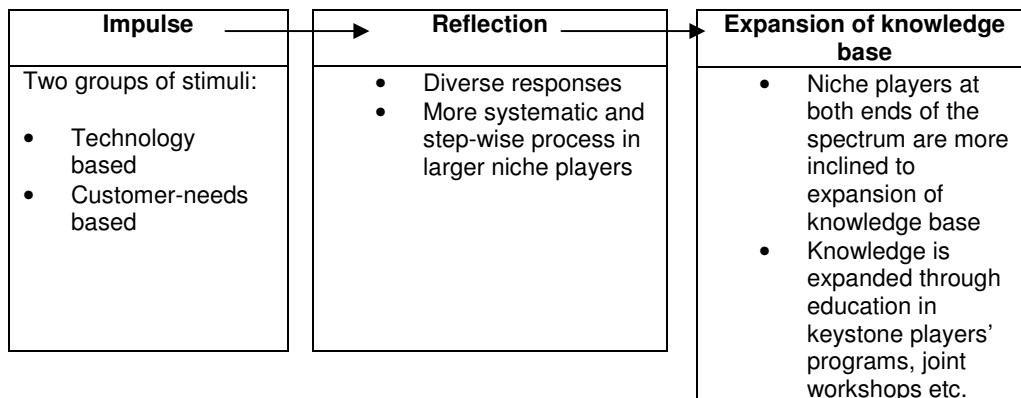 Impulse
Two groups of stimuli:
• Technology
based
• Customer-needs
based
Reflection
• Diverse responses
• More systematic and
step-wise process in
larger niche players
Expansion of knowledge
base
• Niche players at
both ends of the
spectrum are more
inclined to
expansion of
knowledge base
• Knowledge is
expanded through
education in
keystone players’
programs, joint
workshops etc.